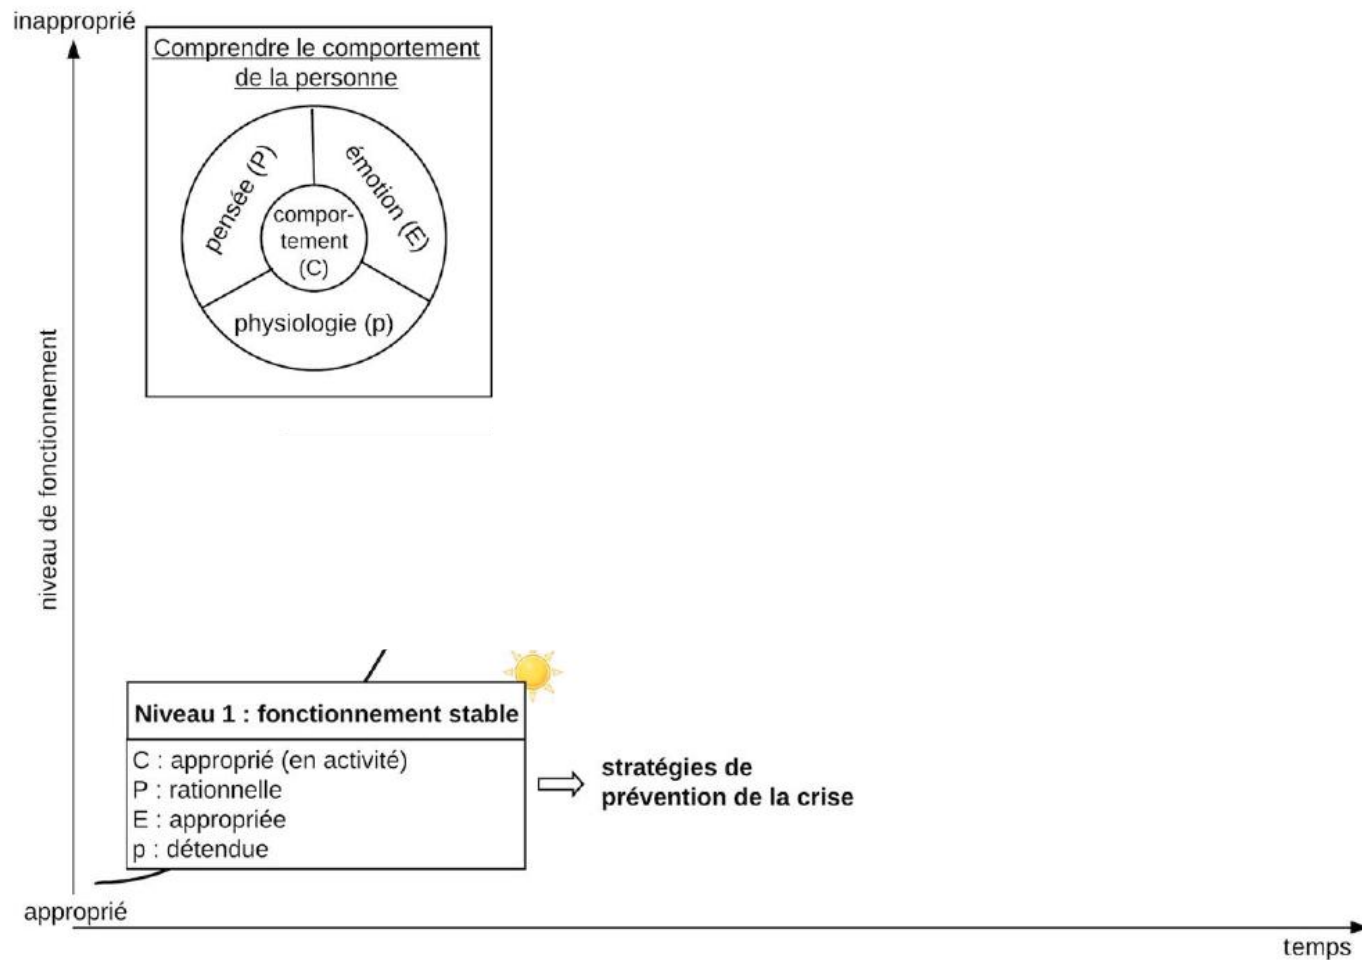 inapproprié
Comprendre le comportement
de la personne
pensée (P)
émotion (E)
compor-
tement
(C)
physiologie (p)
niveau de fonctionnement
Niveau 1 : fonctionnement stable
C : approprié (en activité)
P : rationnelle
E : appropriée
p : détendue
stratégies de
prévention de la crise
approprié
temps